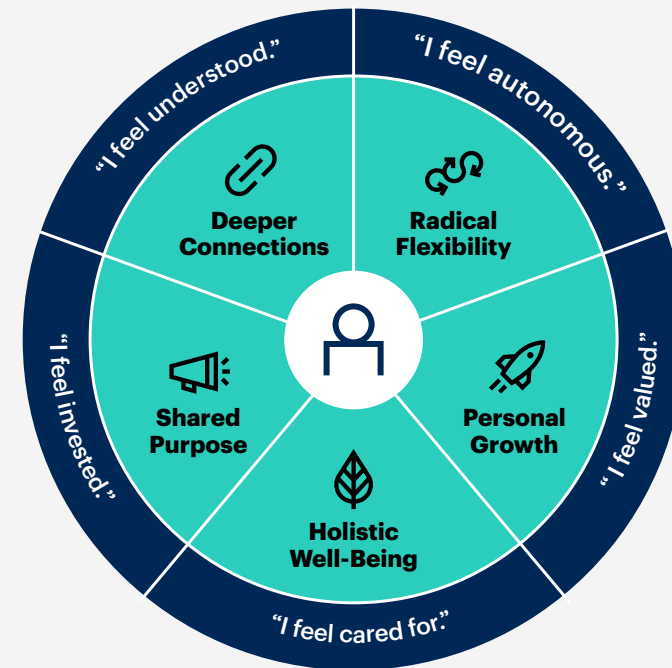 “I feel understood.”
“I feel autonomous.”
Deeper
Connections
Radical
Flexibility
“I feel invested.”
Shared
Purpose
Personal
Growth
“I feel valued.”
Holistic
Well-Being
“I feel cared for.”